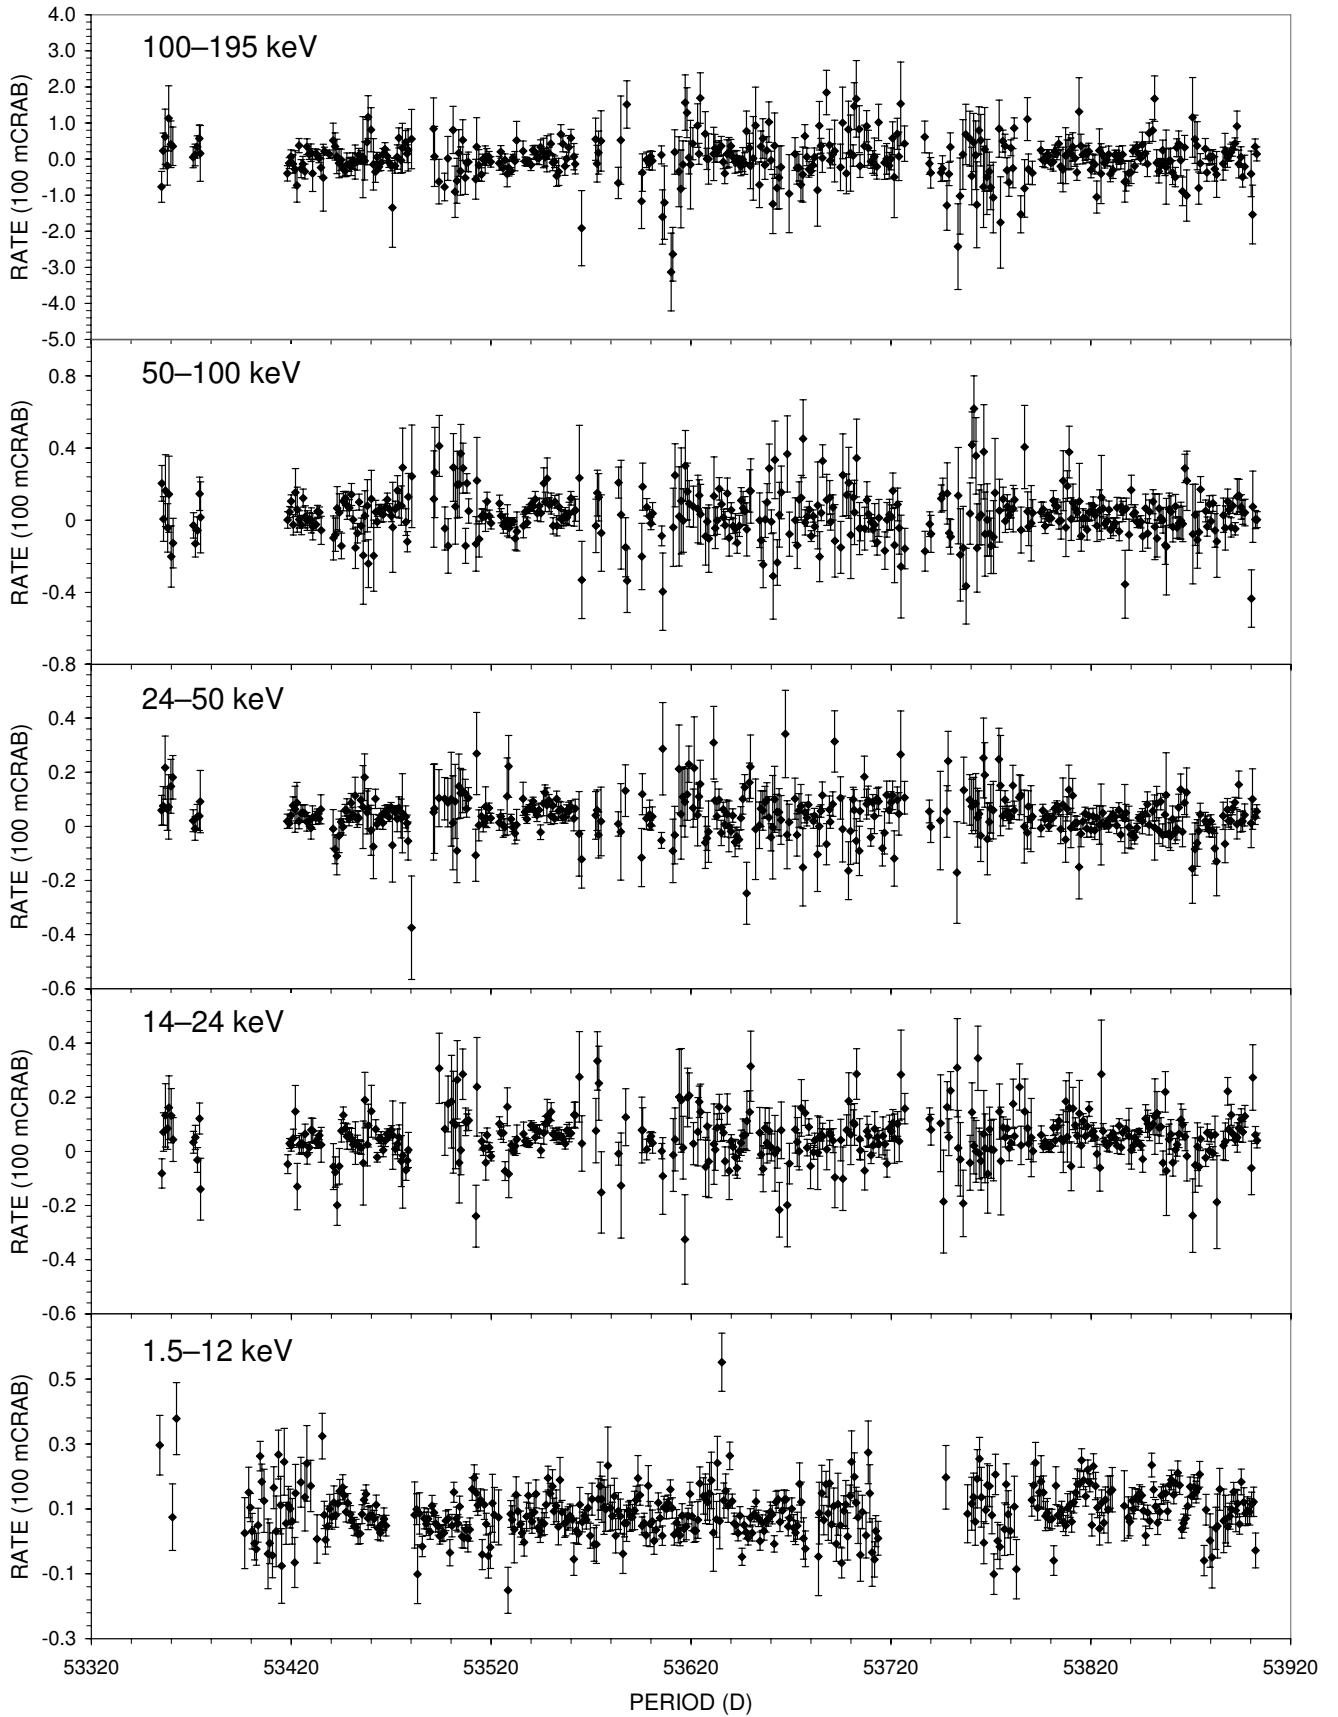 100–195 keV
RATE (100 mCRAB)
4.0
3.0
2.0
1.0
0.0
-1.0
-2.0
-3.0
-4.0
-5.0
50–100 keV
RATE (100 mCRAB)
0.8
0.4
0
-0.4
-0.8
24–50 keV
RATE (100 mCRAB)
0.4
0.2
0
-0.2
-0.4
-0.6
14–24 keV
RATE (100 mCRAB)
0.4
0.2
0
-0.2
-0.4
-0.6
1.5–12 keV
RATE (100 mCRAB)
0.5
0.3
0.1
-0.1
-0.3
53320 53420 53520 53620 53720 53820 53920
PERIOD (D)